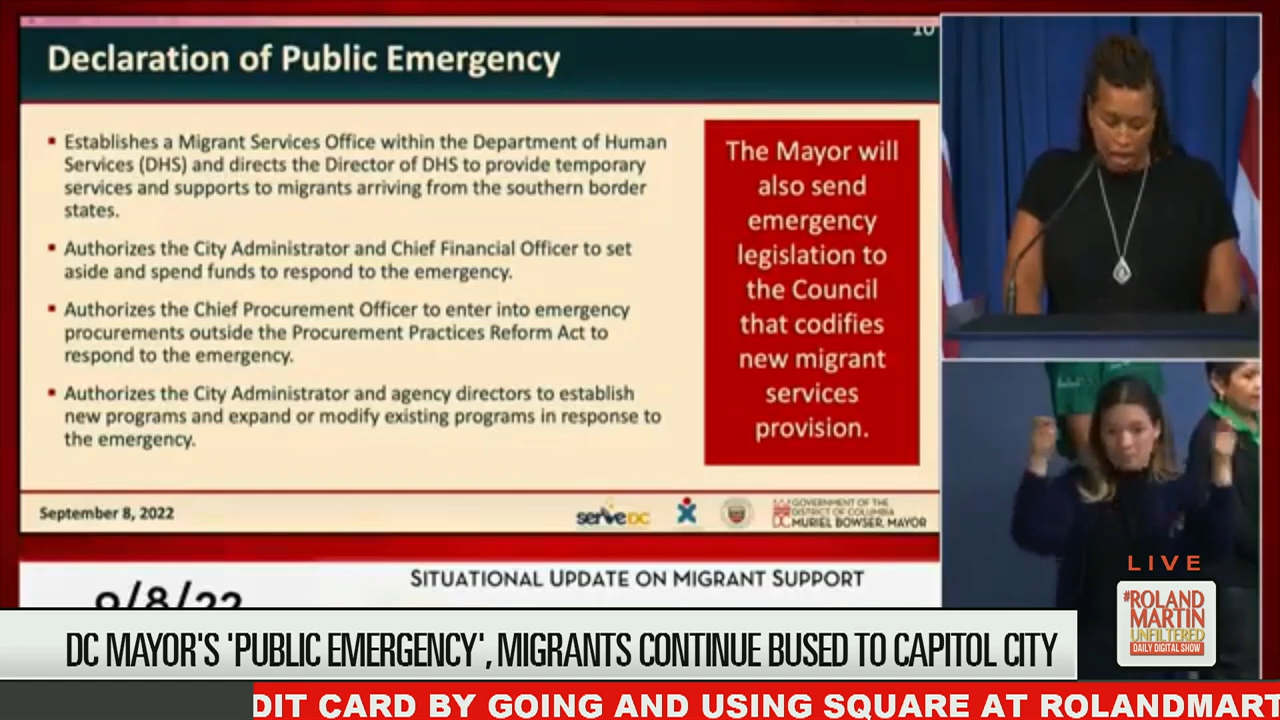 10
Declaration of Public Emergency
▪ Establishes a Migrant Services Office within the Department of Human
Services (DHS) and directs the Director of DHS to provide temporary
services and supports to migrants arriving from the southern border
states.
▪ Authorizes the City Administrator and Chief Financial Officer to set
aside and spend funds to respond to the emergency.
▪ Authorizes the Chief Procurement Officer to enter into emergency
procurements outside the Procurement Practices Reform Act to
respond to the emergency.
▪ Authorizes the City Administrator and agency directors to establish
new programs and expand or modify existing programs in response to
the emergency.
The Mayor will
also send
emergency
legislation to
the Council
that codifies
new migrant
services
provision.
September 8, 2022
serveDC
GOVERNMENT OF THE
DISTRICT OF COLUMBIA
DC MURIEL BOWSER, MAYOR
SITUATIONAL UPDATE ON MIGRANT SUPPORT
9/8/22
LIVE
#ROLAND
MARTIN
UNFILTERED
DAILY DIGITAL SHOW
DC MAYOR'S 'PUBLIC EMERGENCY', MIGRANTS CONTINUE BUSED TO CAPITOL CITY
DIT CARD BY GOING AND USING SQUARE AT ROLANDMART